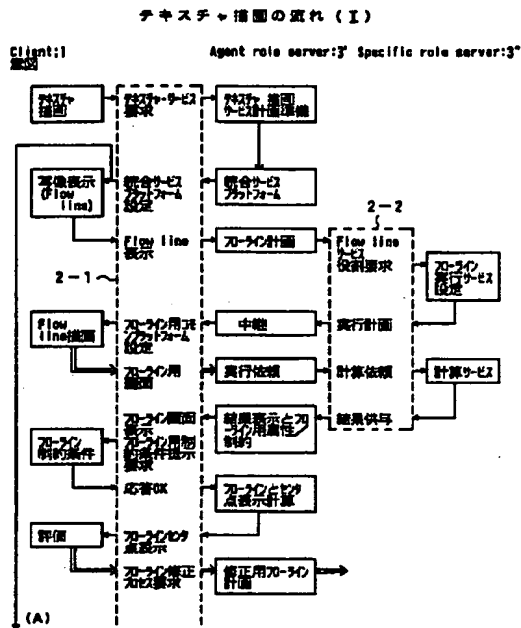 テキスチャ描画の流れ (I)
Client:1
意図
Agent role server:3' Specific role server:3"
テキスチャ
描画
テキスチャ・サービス
要求
テキスチャ 描画
サービス計画準備
写像表示
(Flow
line)
統合サービス
プラットフォーム
設定
統合サービス
プラットフォーム
2-2
Flow line
表示
フローライン計画
Flow line
サービス
役割要求
フローライン
実行サービス
設定
2-1
Flow
line描画
フローライン用コモ
ンプラットフォーム
設定
中継
実行計画
フローライン用
画面
実行依頼
計算依頼
計算サービス
フローライン画面
表示
フローライン用制
約条件提示
要求
結果表示とフロ
ーライン用属性
制約
結果供与
フローライン
制約条件
応答OK
フローラインとセンタ
点表示計算
評価
フローラインセンタ
点表示
フローライン修正
プロセス要求
修正用フローライン
計画
(A)